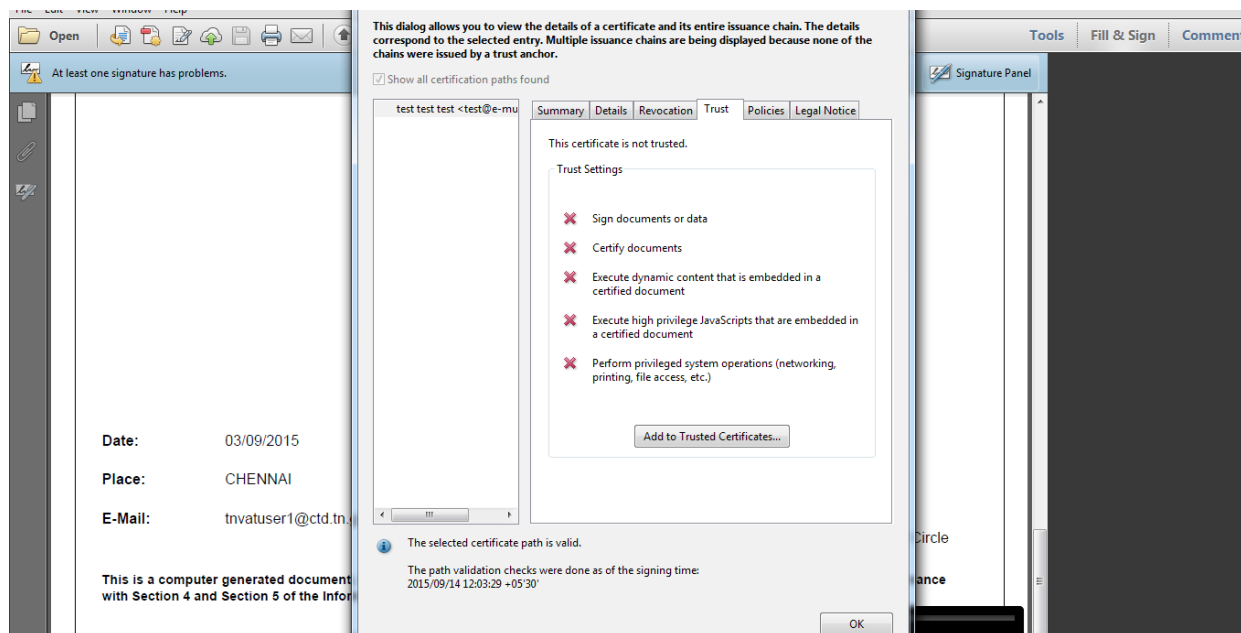 File Edit View Window Help
Open
Tools Fill & Sign Comment
At least one signature has problems.
Signature Panel
This dialog allows you to view the details of a certificate and its entire issuance chain. The details
correspond to the selected entry. Multiple issuance chains are being displayed because none of the
chains were issued by a trust anchor.
Show all certification paths found
test test test <test@e-mu
Summary Details Revocation Trust Policies Legal Notice
This certificate is not trusted.
Trust Settings
Sign documents or data
Certify documents
Execute dynamic content that is embedded in a
certified document
Execute high privilege JavaScripts that are embedded in
a certified document
Perform privileged system operations (networking,
printing, file access, etc.)
Add to Trusted Certificates...
The selected certificate path is valid.
The path validation checks were done as of the signing time:
2015/09/14 12:03:29 +05'30'
OK
Date: 03/09/2015
Place: CHENNAI
E-Mail: tnvatuser1@ctd.tn.
Circle
This is a computer generated document
ance
with Section 4 and Section 5 of the Infor